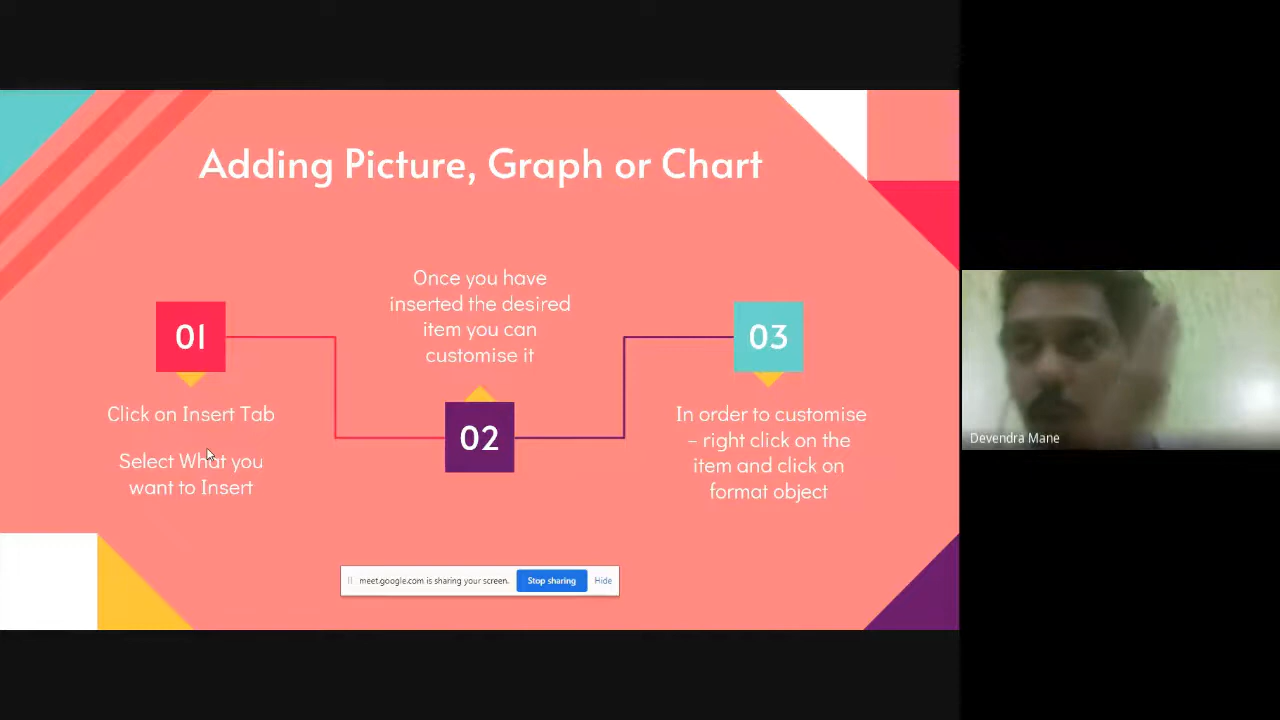 Adding Picture, Graph or Chart
01
Click on Insert Tab
Select What you
want to Insert
Once you have
inserted the desired
item you can
customise it
02
03
In order to customise
– right click on the
item and click on
format object
meet.google.com is sharing your screen.
Stop sharing
Hide
Devendra Mane